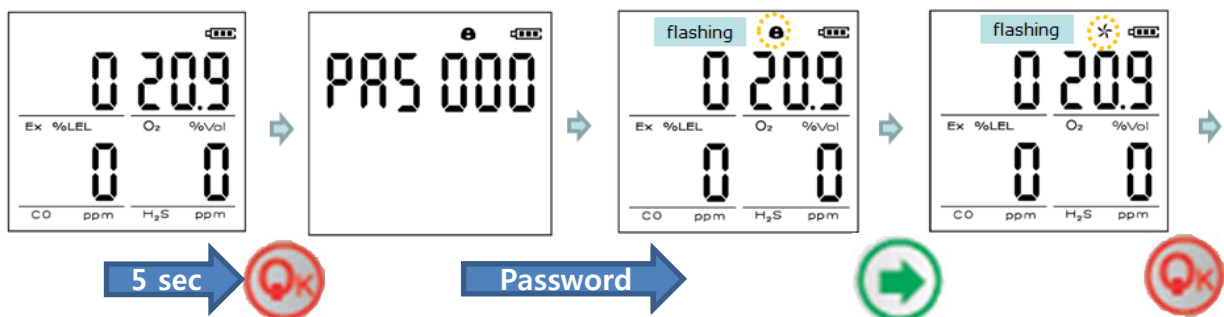 0 20.9
Ex %LEL O₂ %Vol
0 0
CO ppm H₂S ppm
PAS 000
flashing
0 20.9
Ex %LEL O₂ %Vol
0 0
CO ppm H₂S ppm
flashing
0 20.9
Ex %LEL O₂ %Vol
0 0
CO ppm H₂S ppm
5 sec
OK
Password
OK